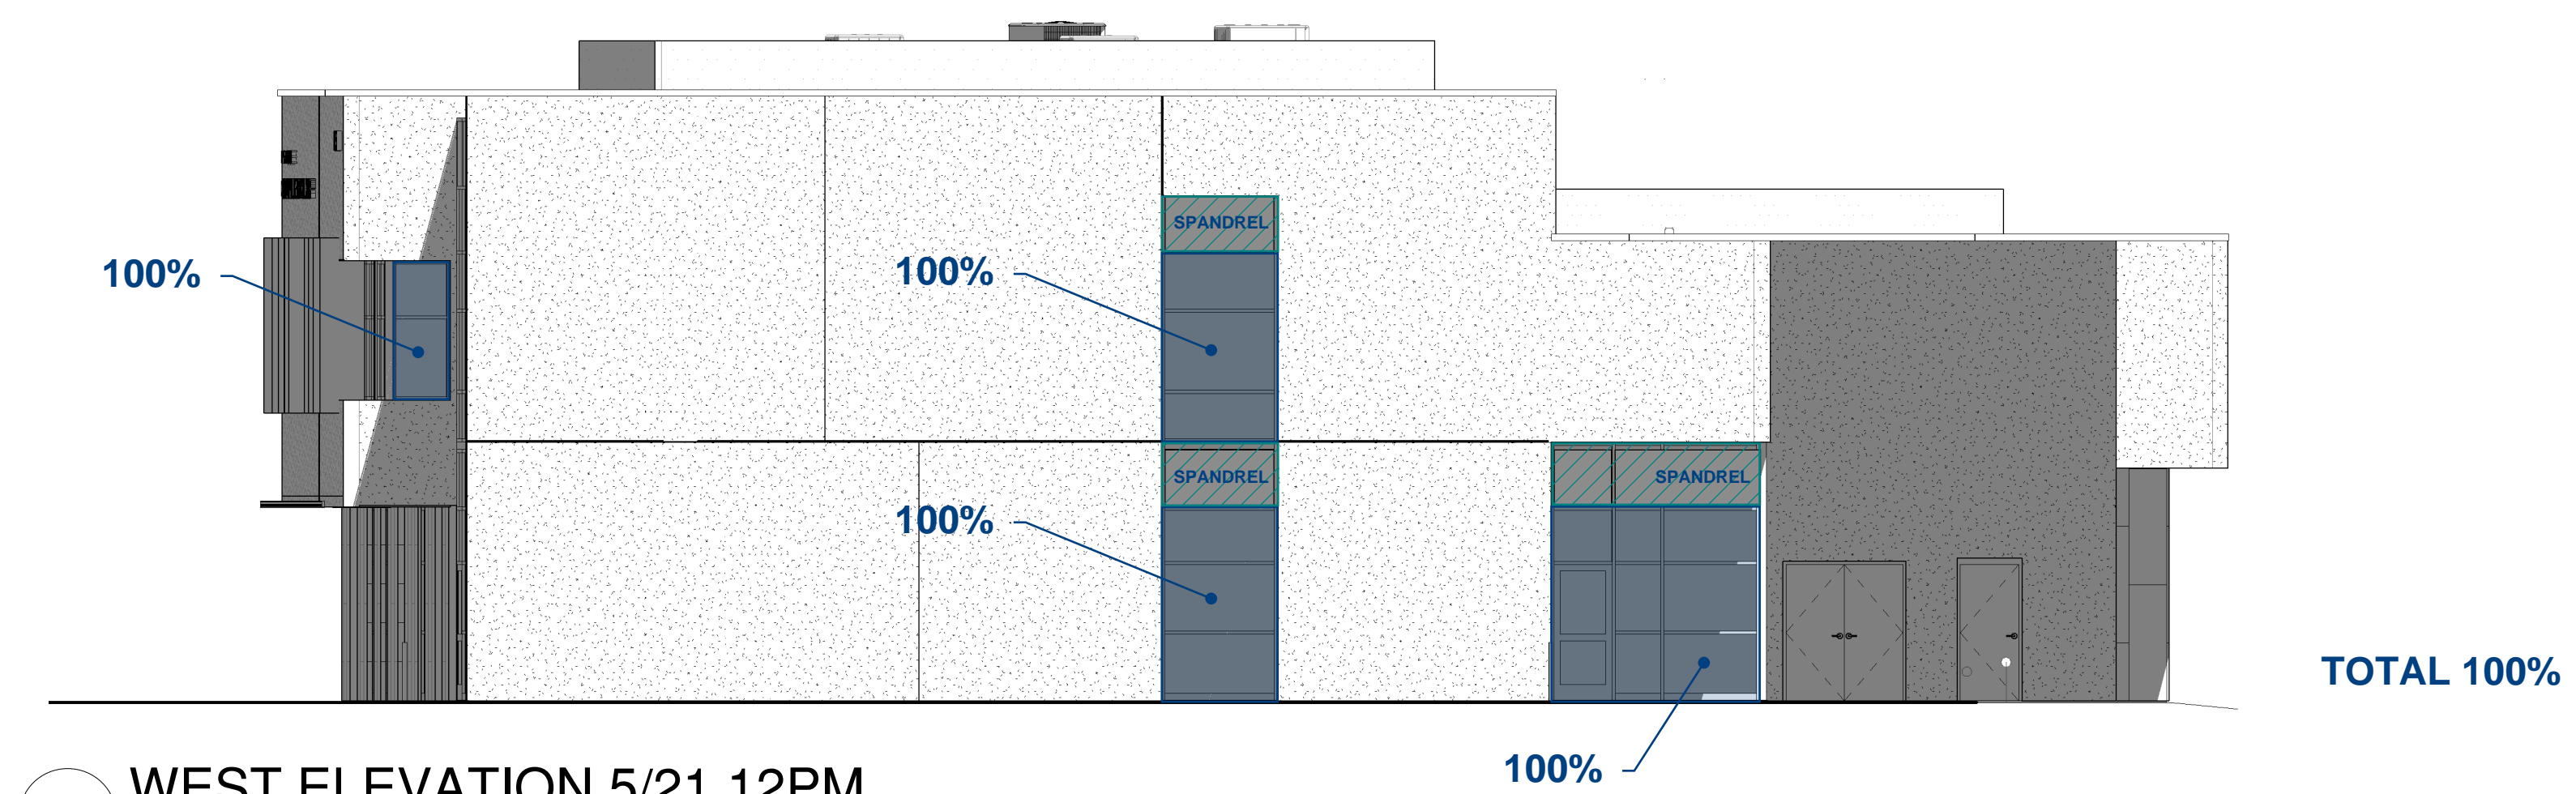 SPANDREL
100%
100%
SPANDREL
SPANDREL
100%
TOTAL 100%
100%
WEST ELEVATION 5/21 12PM